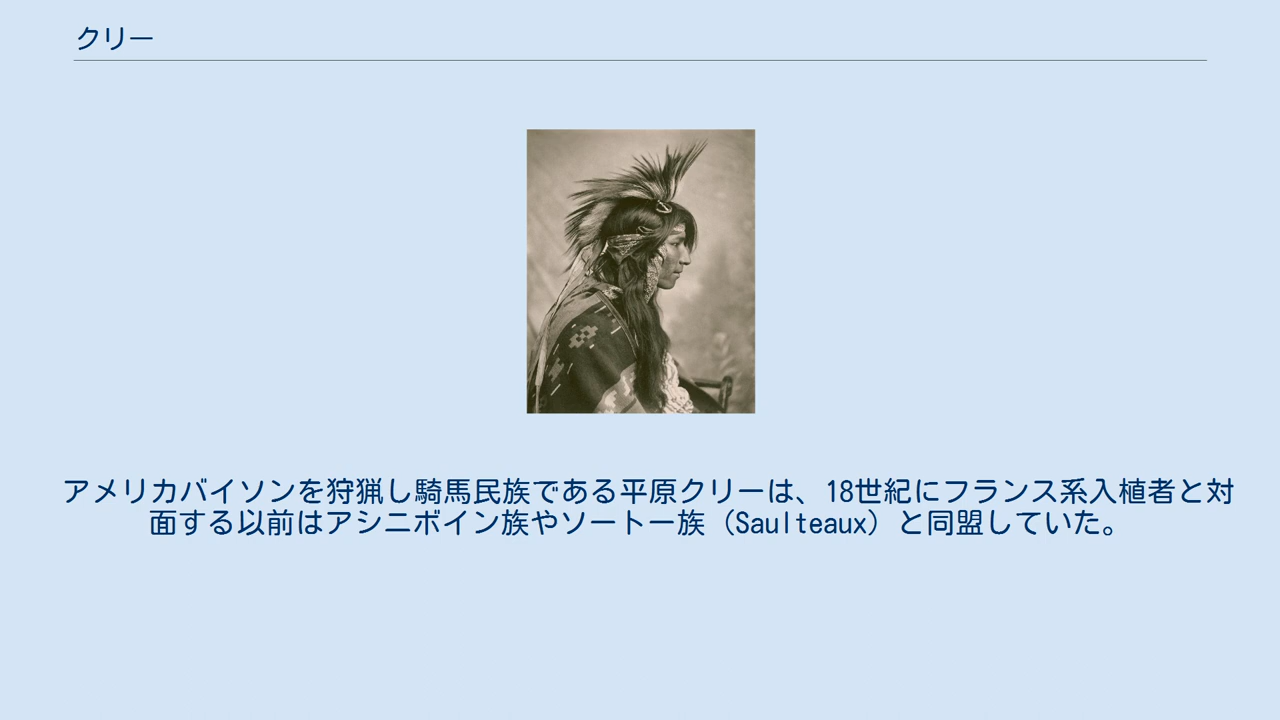 クリー
アメリカバイソンを狩猟し騎馬民族である平原クリーは、18世紀にフランス系入植者と対
面する以前はアシニボイン族やソートー族（Saulteaux）と同盟していた。